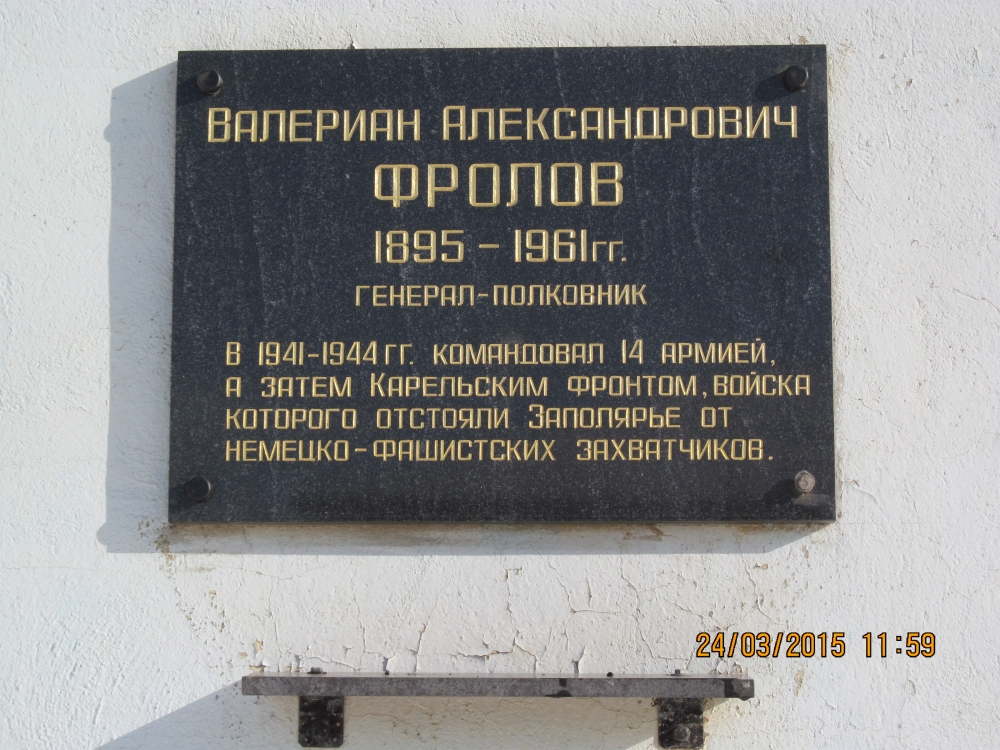 Валериан Александрович
ФРОЛОВ
1895 – 1961гг.
ГЕНЕРАЛ-ПОЛКОВНИК
В 1941-1944 гг. КОМАНДОВАЛ 14 АРМИЕЙ,
А ЗАТЕМ КАРЕЛЬСКИМ ФРОНТОМ, ВОЙСКА
КОТОРОГО ОТСТОЯЛИ ЗАПОЛЯРЬЕ ОТ
НЕМЕЦКО-ФАШИСТСКИХ ЗАХВАТЧИКОВ.
24/03/2015 11:59